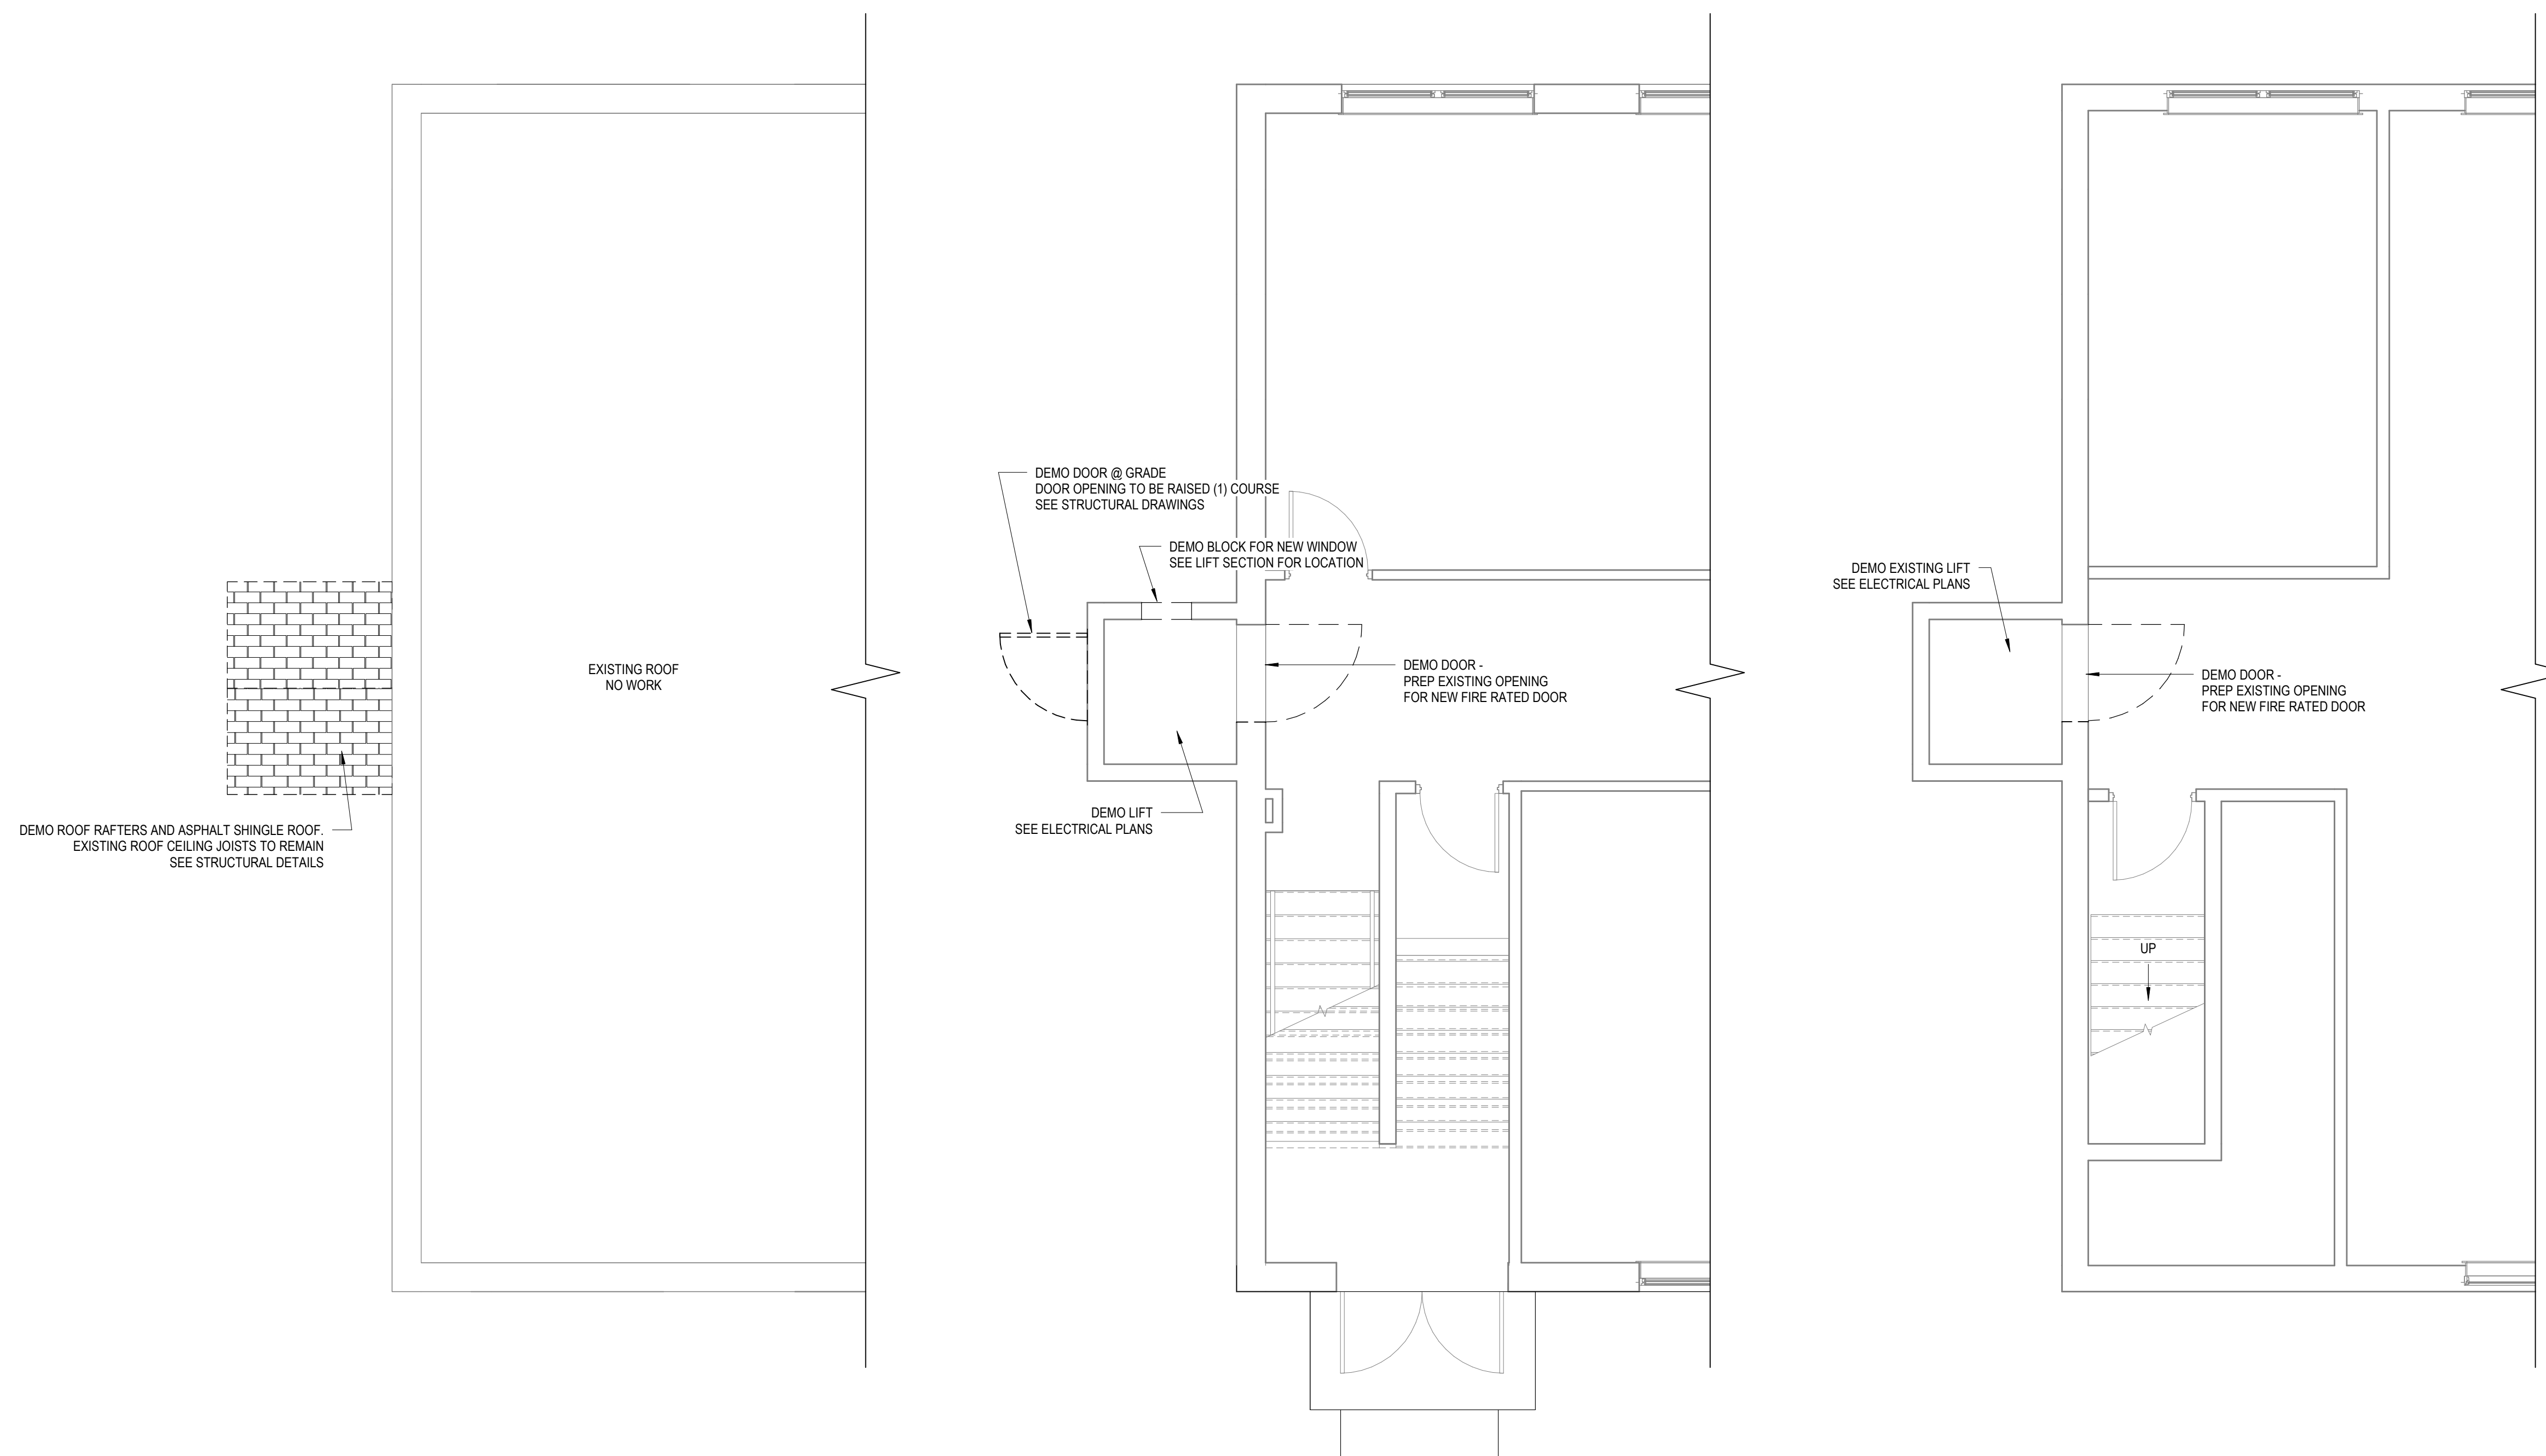 DEMO ROOF RAFTERS AND ASPHALT SHINGLE ROOF.
EXISTING ROOF CEILING JOISTS TO REMAIN
SEE STRUCTURAL DETAILS
EXISTING ROOF
NO WORK
DEMO DOOR @ GRADE
DOOR OPENING TO BE RAISED (1) COURSE
SEE STRUCTURAL DRAWINGS
DEMO BLOCK FOR NEW WINDOW
SEE LIFT SECTION FOR LOCATION
DEMO DOOR -
PREP EXISTING OPENING
FOR NEW FIRE RATED DOOR
DEMO LIFT
SEE ELECTRICAL PLANS
DEMO EXISTING LIFT
SEE ELECTRICAL PLANS
DEMO DOOR -
PREP EXISTING OPENING
FOR NEW FIRE RATED DOOR
UP